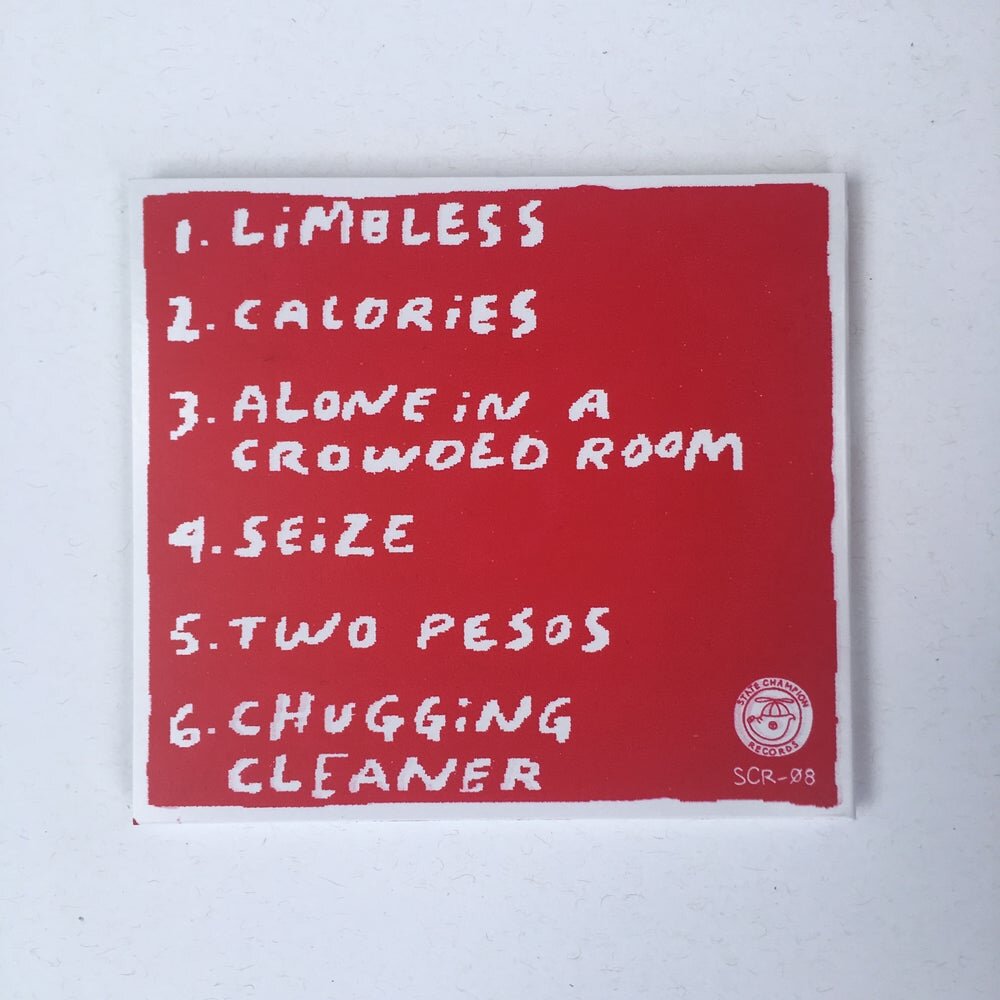 1. LiMBLESS
2. CALORiES
3. ALONE iN A
CROWDED ROOM
4. SEiZE
5. TWO PESOS
6. CHUGGiNG
CLEANER
STATE CHAMPION
RECORDS
SCR-Ø8